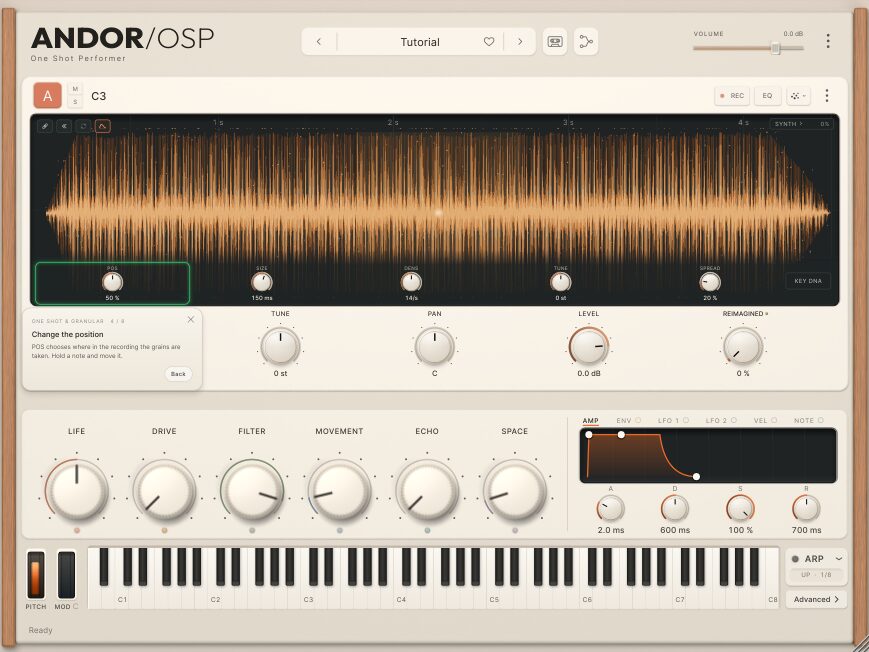 ANDOR/OSP
One Shot Performer
Tutorial
VOLUME 0.0 dB
A
M
S
C3
REC
EQ
1 s
2 s
3 s
4 s
SYNTH 0%
POS
50 %
SIZE
150 ms
DENS
14/s
TUNE
0 st
SPREAD
20 %
KEY DNA
ONE SHOT & GRANULAR · 4 / 9
Change the position
POS chooses where in the recording the grains are
taken. Hold a note and move it.
Back
TUNE
0 st
PAN
C
LEVEL
0.0 dB
REIMAGINED
0 %
LIFE
DRIVE
FILTER
MOVEMENT
ECHO
SPACE
AMP
ENV
LFO 1
LFO 2
VEL
NOTE
A
2.0 ms
D
600 ms
S
100 %
R
700 ms
PITCH
MOD
C1
C2
C3
C4
C5
C6
C7
C8
ARP
UP · 1/8
Advanced
Ready